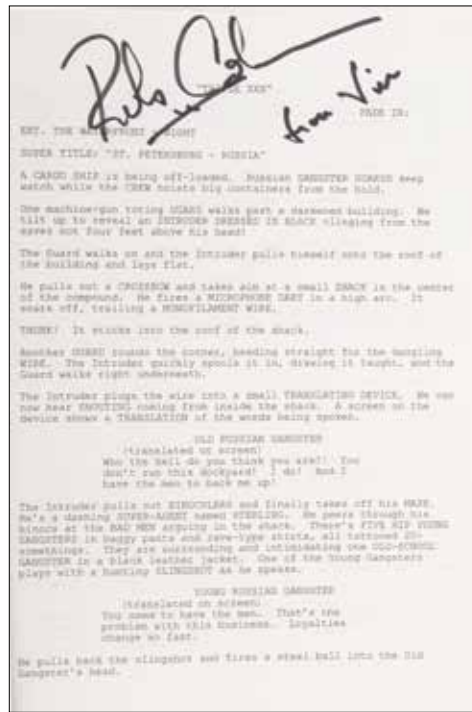 FADE IN:
EXT. THE WATERFRONT - NIGHT
SUPER TITLE: "ST. PETERSBURG - RUSSIA"
A CARGO SHIP is being off-loaded. Russian GANGSTER GUARDS keep
watch while the CREW hoists big containers from the hold.
One machine-gun toting GUARD walks past a darkened building. We
tilt up to reveal an INTRUDER DRESSED IN BLACK clinging from the
eaves not four feet above his head!
The Guard walks on and the Intruder pulls himself onto the roof of
the building and lays flat.
He pulls out a CROSSBOW and takes aim at a small SHACK in the center
of the compound. He fires a MICROPHONE DART in a high arc. It
soars off, trailing a MONOFILAMENT WIRE.
THUNK! It sticks into the roof of the shack.
Another GUARD rounds the corner, heading straight for the dangling
WIRE. The Intruder quickly spools it in, drawing it taught, and the
Guard walks right underneath.
The Intruder plugs the wire into a small TRANSLATING DEVICE. We can
now hear SHOUTING coming from inside the shack. A screen on the
device shows a TRANSLATION of the words being spoken.
OLD RUSSIAN GANGSTER
(translated on screen)
Who the hell do you think you are?! You
don't run this dockyard! I do! And I
have the men to back me up!
The Intruder pulls out BINOCULARS and finally takes off his MASK.
He's a dashing SUPER-AGENT named STERLING. He peers through his
binocs at the BAD MEN arguing in the shack. There's FIVE HIP YOUNG
GANGSTERS in baggy pants and rave-type shirts, all tattooed 20-
somethings. They are surrounding and intimidating one OLD-SCHOOL
GANGSTER in a black leather jacket. One of the Young Gangsters
plays with a hunting SLINGSHOT as he speaks.
YOUNG RUSSIAN GANGSTER
(translated on screen)
You used to have the men. That's the
problem with this business. Loyalties
change so fast.
He pulls back the slingshot and fires a steel ball into the Old
Gangster's head.